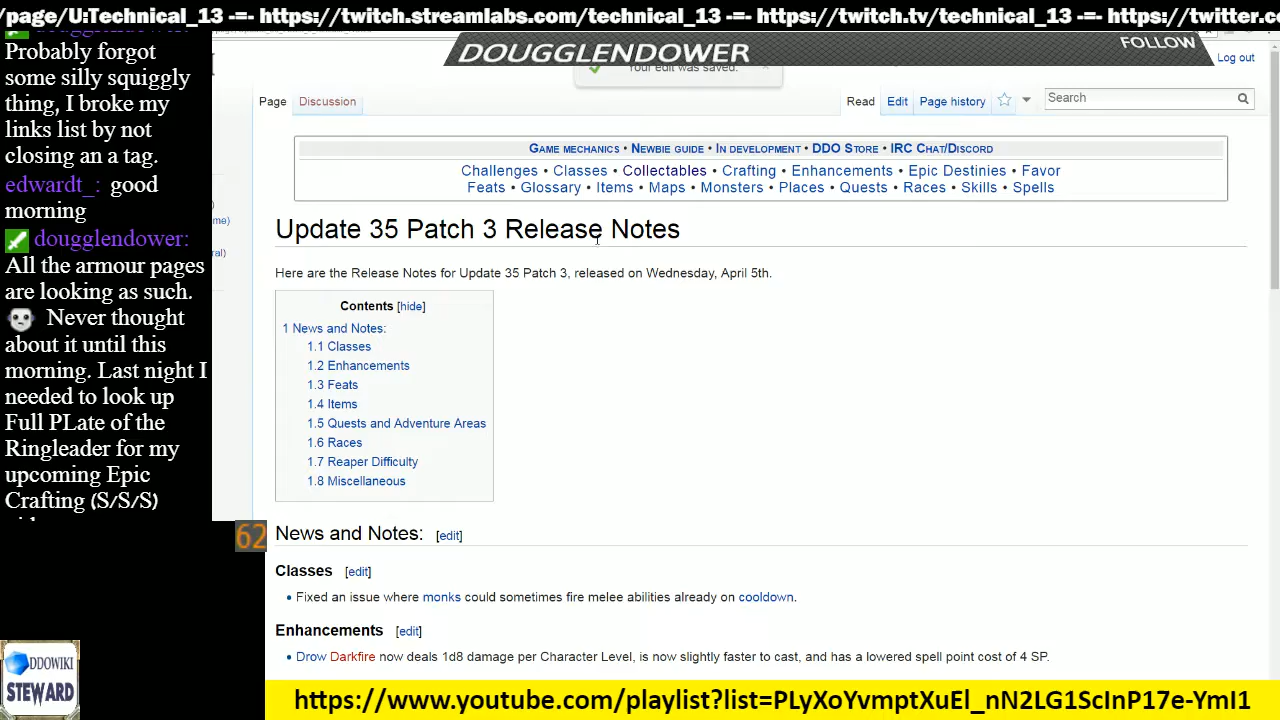 /page/U:Technical_13 -=- https://twitch.streamlabs.com/technical_13 -=- https://twitch.tv/technical_13 -=- https://twitter.c
dougglendower:
Probably forgot
some silly squiggly
thing, I broke my
links list by not
closing an a tag.
edwardt_: good
morning
dougglendower:
All the armour pages
are looking as such.
Never thought
about it until this
morning. Last night I
needed to look up
Full PLate of the
Ringleader for my
upcoming Epic
Crafting (S/S/S)
DDOWIKI
STEWARD
me)
ral)
62
DOUGGLENDOWER
FOLLOW
Your edit was saved.
Log out
Page Discussion Read Edit Page history Search
Game mechanics • Newbie guide • In development • DDO Store • IRC Chat/Discord
Challenges • Classes • Collectables • Crafting • Enhancements • Epic Destinies • Favor
Feats • Glossary • Items • Maps • Monsters • Places • Quests • Races • Skills • Spells
Update 35 Patch 3 Release Notes
Here are the Release Notes for Update 35 Patch 3, released on Wednesday, April 5th.
Contents [hide]
1 News and Notes:
1.1 Classes
1.2 Enhancements
1.3 Feats
1.4 Items
1.5 Quests and Adventure Areas
1.6 Races
1.7 Reaper Difficulty
1.8 Miscellaneous
News and Notes: [edit]
Classes [edit]
• Fixed an issue where monks could sometimes fire melee abilities already on cooldown.
Enhancements [edit]
• Drow Darkfire now deals 1d8 damage per Character Level, is now slightly faster to cast, and has a lowered spell point cost of 4 SP.
https://www.youtube.com/playlist?list=PLyXoYvmptXuEl_nN2LG1ScInP17e-YmI1